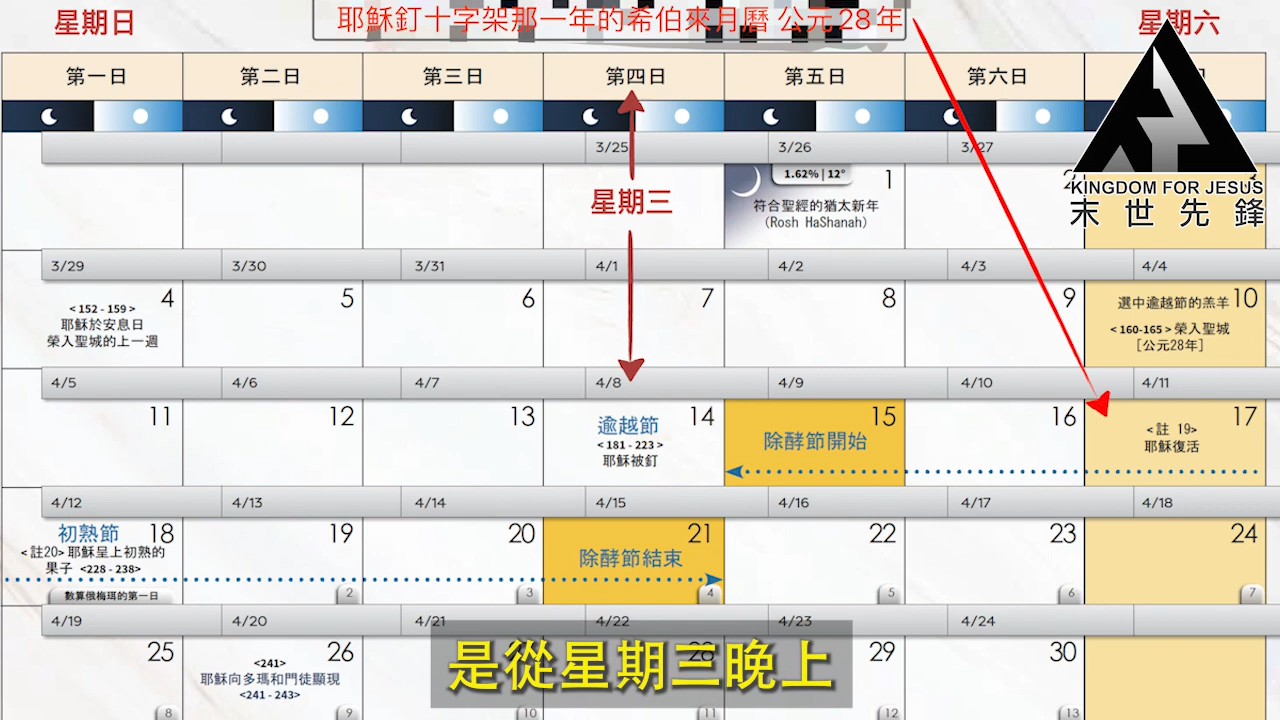 星期日
耶穌釘十字架那一年的希伯來月曆 公元 28 年
星期六
第一日 第二日 第三日 第四日 第五日 第六日
3/25 3/26 3/27
1.62% | 12°
1
符合聖經的猶太新年
(Rosh HaShanah)
星期三
KINGDOM FOR JESUS
末世先鋒
3/29 3/30 3/31 4/1 4/2 4/3 4/4
4 5 6 7 8 9 10
< 152 - 159 >
耶穌於安息日
榮入聖城的上一週
選中逾越節的羔羊
< 160-165 > 榮入聖城
[公元28年]
4/5 4/6 4/7 4/8 4/9 4/10 4/11
11 12 13 14 15 16 17
逾越節
< 181 - 223 >
耶穌被釘
除酵節開始
< 註 19>
耶穌復活
4/12 4/13 4/14 4/15 4/16 4/17 4/18
18 19 20 21 22 23 24
初熟節
< 註20> 耶穌呈上初熟的
果子 <228 - 238>
數算俄梅珥的第一日
除酵節結束
2 3 4 5 6 7
4/19 4/20 4/21 4/22 4/23 4/24
25 26 28 29 30
<241>
耶穌向多瑪和門徒顯現
<241 - 243>
8 9 10 11 12 13
是從星期三晚上